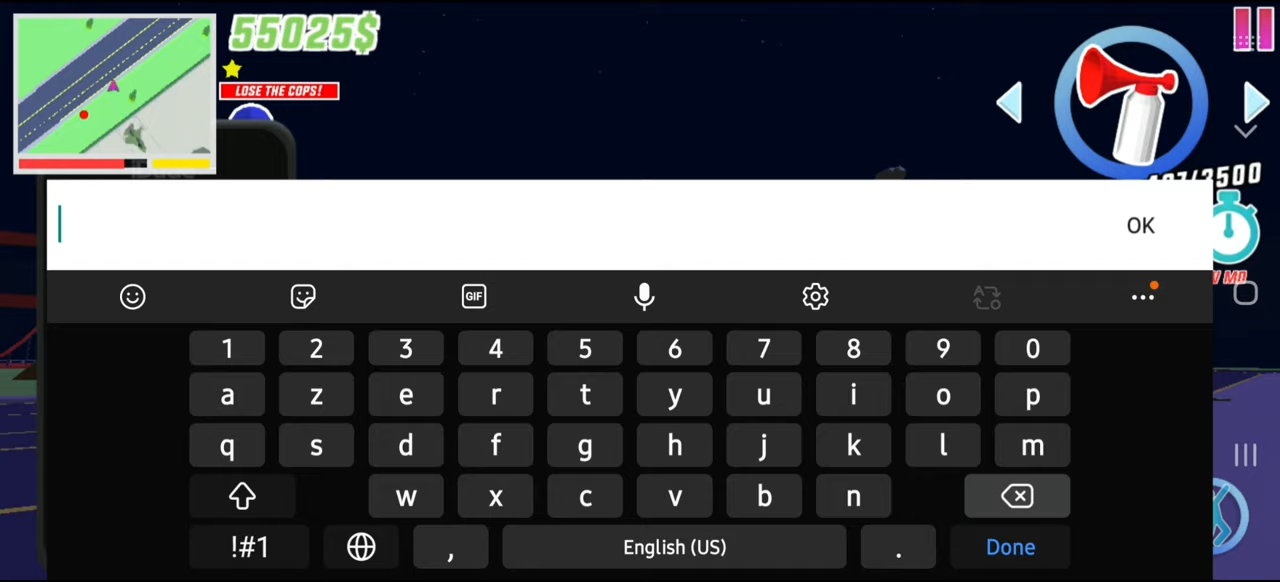 55025$
LOSE THE COPS!
OK
GIF
1 2 3 4 5 6 7 8 9 0
a z e r t y u i o p
q s d f g h j k l m
w x c v b n
!#1 , English (US) . Done